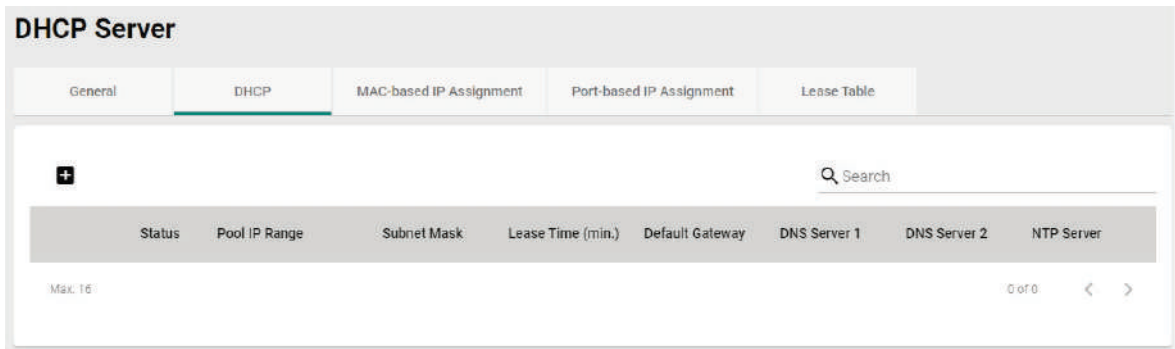 DHCP Server
General DHCP MAC-based IP Assignment Port-based IP Assignment Lease Table
Search
Status Pool IP Range Subnet Mask Lease Time (min.) Default Gateway DNS Server 1 DNS Server 2 NTP Server
Max. 16 0 of 0